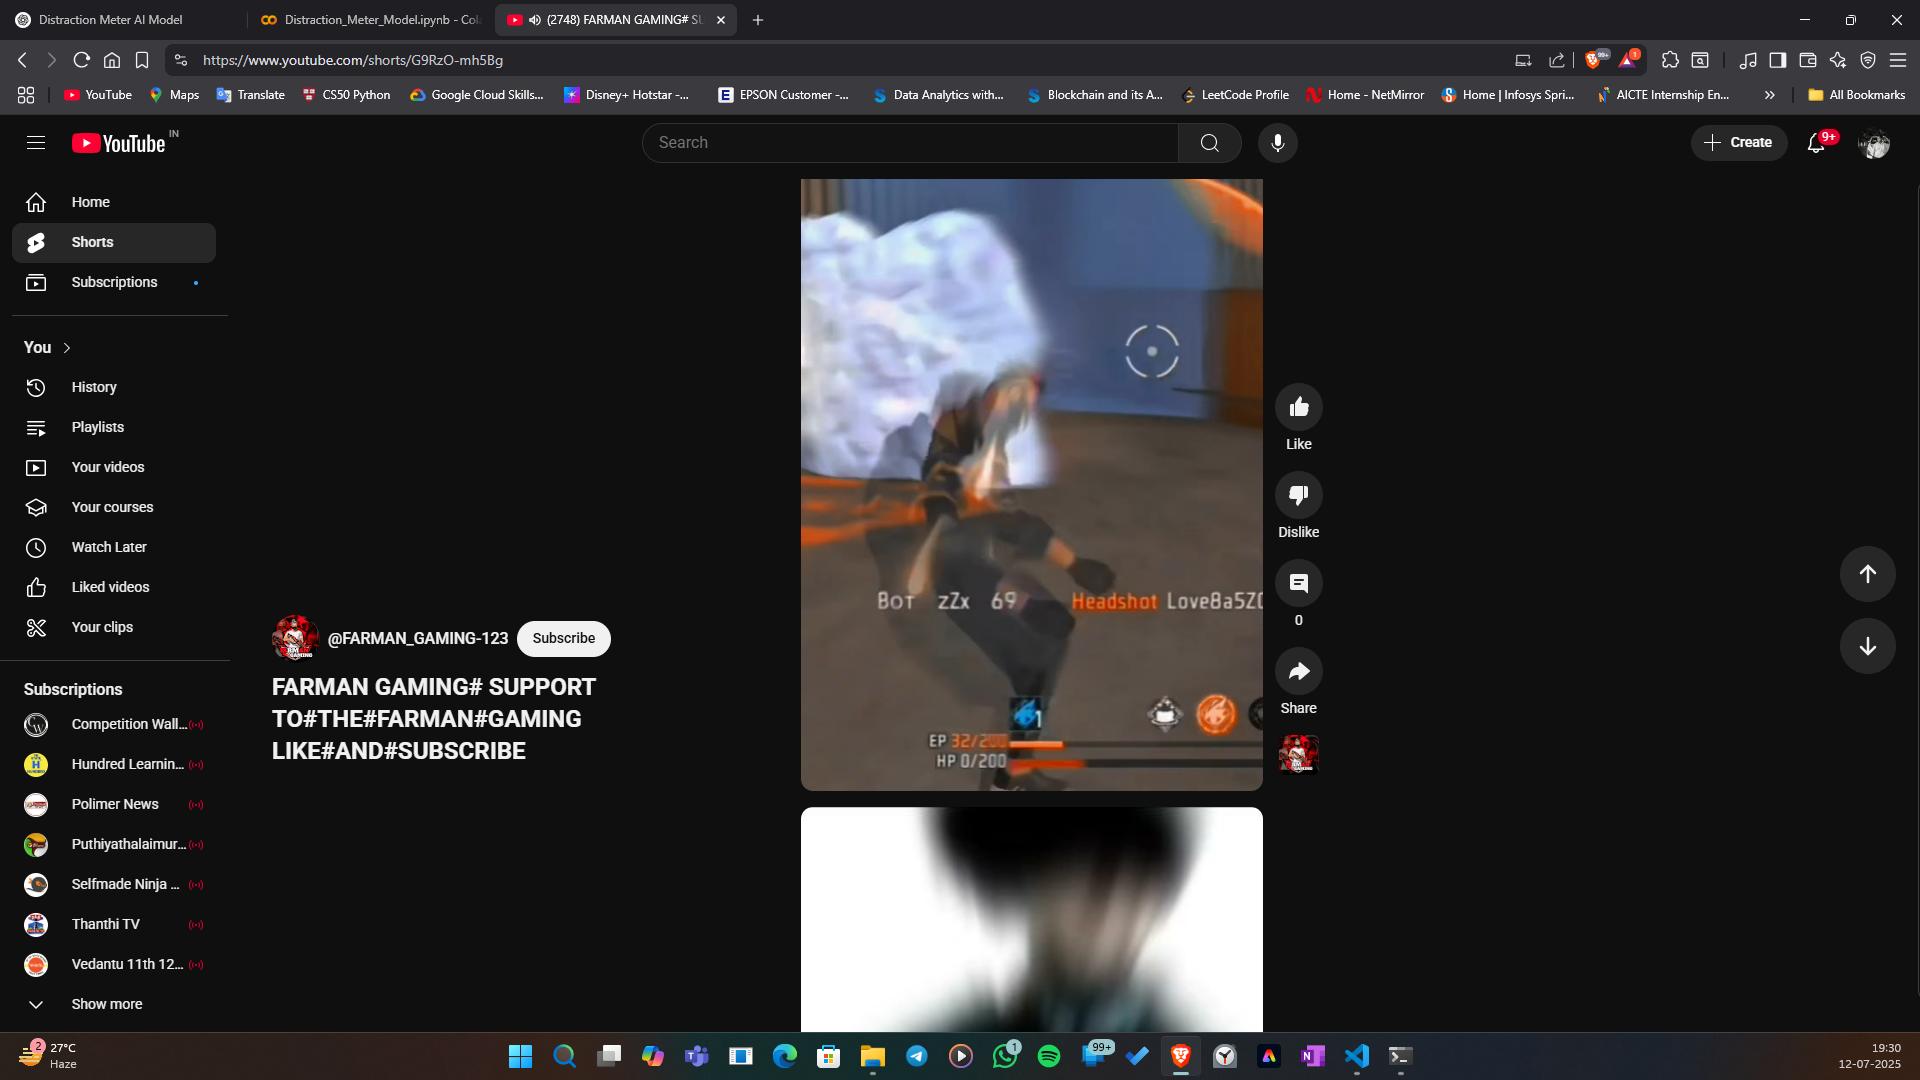 Distraction Meter AI Model
Distraction_Meter_Model.ipynb - Col
(2748) FARMAN GAMING# SU
https://www.youtube.com/shorts/G9RzO-mh5Bg
99+
1
YouTube
Maps
Translate
CS50 Python
Google Cloud Skills...
Disney+ Hotstar -...
EPSON Customer -...
Data Analytics with...
Blockchain and its A...
LeetCode Profile
Home - NetMirror
Home | Infosys Spri...
AICTE Internship En...
All Bookmarks
YouTube IN
Search
Create
9+
Home
Shorts
Subscriptions
You
History
Playlists
Your videos
Your courses
Watch Later
Liked videos
Your clips
Subscriptions
Competition Wall...
Hundred Learnin...
Polimer News
Puthiyathalaimur...
Selfmade Ninja ...
Thanthi TV
Vedantu 11th 12...
Show more
@FARMAN_GAMING-123
Subscribe
FARMAN GAMING# SUPPORT
TO#THE#FARMAN#GAMING
LIKE#AND#SUBSCRIBE
Bot zZx 69 Headshot
1
EP 32/200
HP 0/200
Like
Dislike
0
Share
2
27°C
Haze
1
99+
19:30
12-07-2025